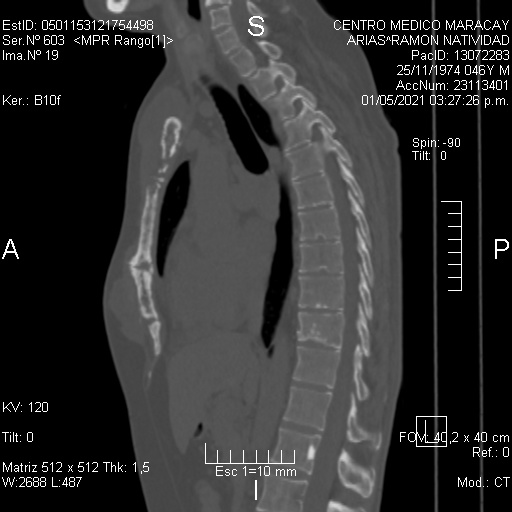 EstID: 0501153121754498
Ser.Nº 603 <MPR Rango[1]>
Ima.Nº 19
Ker.: B10f
S
CENTRO MEDICO MARACAY
ARIAS^RAMON NATIVIDAD
PacID: 13072283
25/11/1974 046Y M
AccNum: 23113401
01/05/2021 03:27:26 p.m.
Spin: -90
Tilt: 0
A
P
KV: 120
Tilt: 0
Matriz 512 x 512 Thk: 1,5
W:2688 L:487
Esc 1=10 mm
I
FOM: 40,2 x 40 cm
Ref.: 0
Mod.: CT